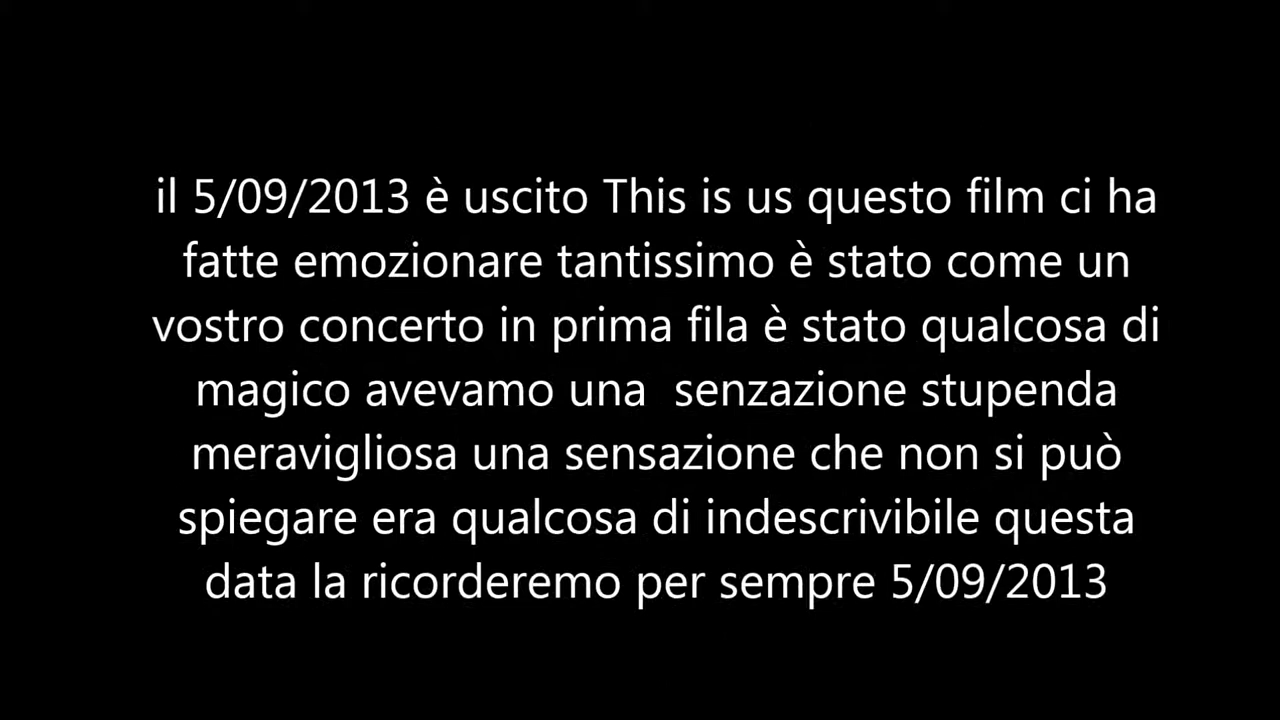 il 5/09/2013 è uscito This is us questo film ci ha
fatte emozionare tantissimo è stato come un
vostro concerto in prima fila è stato qualcosa di
magico avevamo una  senzazione stupenda
meravigliosa una sensazione che non si può
spiegare era qualcosa di indescrivibile questa
data la ricorderemo per sempre 5/09/2013